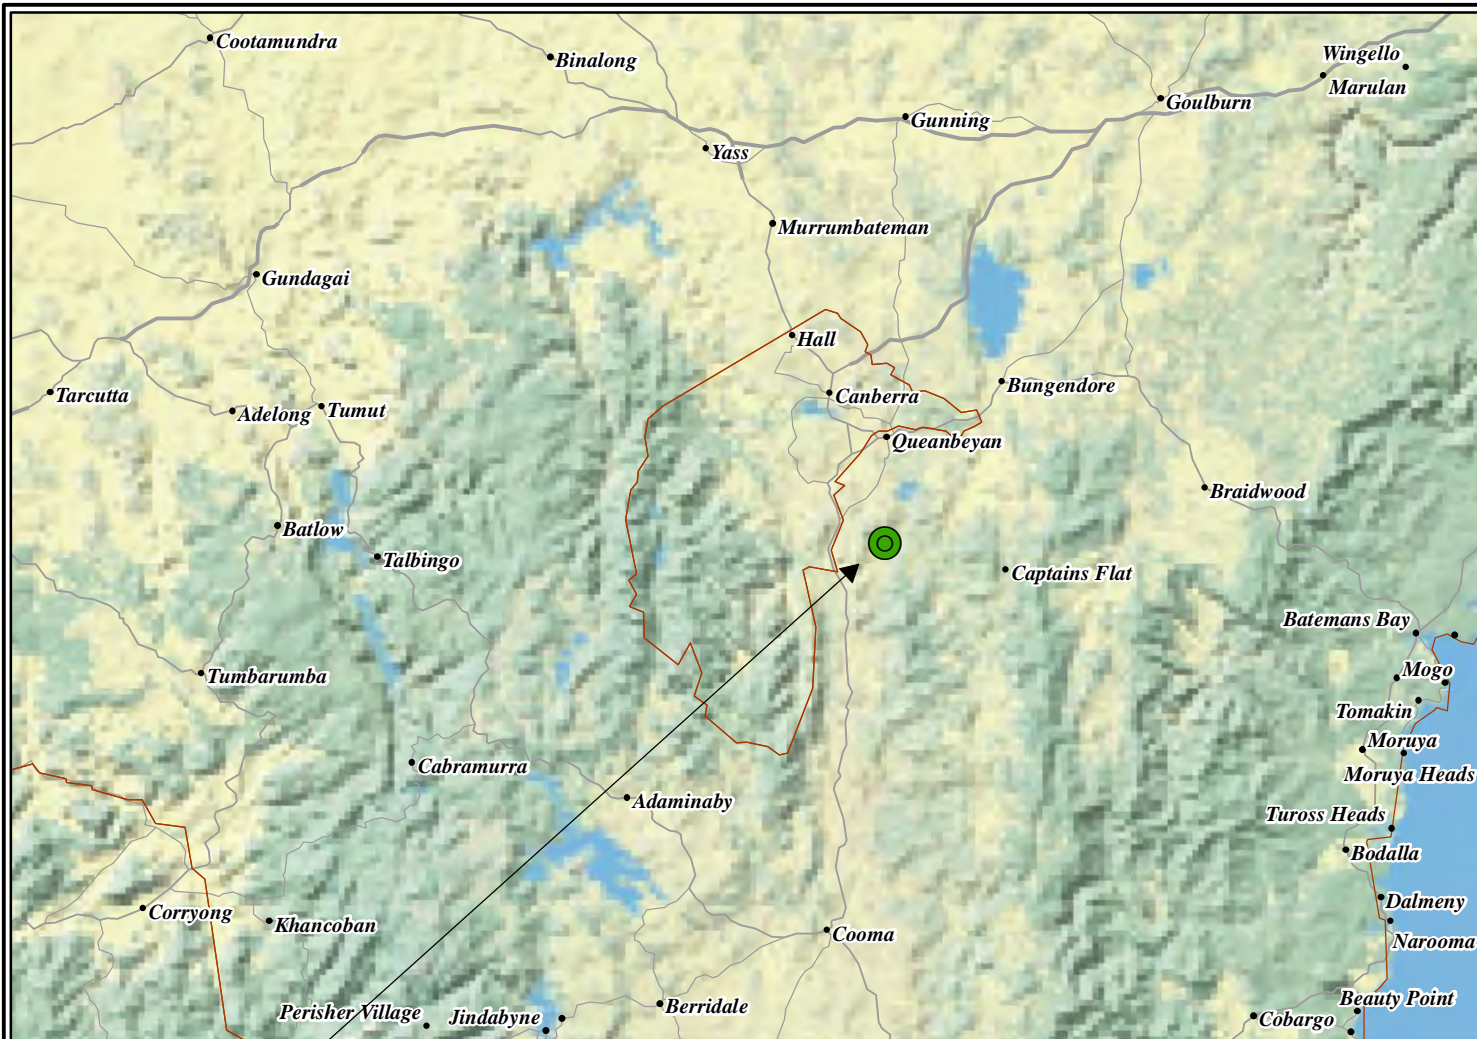 Cootamundra
Binalong
Wingello
Marulan
Goulburn
Gunning
Yass
Murrumbateman
Gundagai
Hall
Bungendore
Tarcutta
Adelong
Tumut
Canberra
Queanbeyan
Braidwood
Batlow
Talbingo
Captains Flat
Batemans Bay
Tumbarumba
Mogo
Tomakin
Moruya
Cabramurra
Moruya Heads
Adaminaby
Tuross Heads
Bodalla
Corryong
Khancoban
Dalmeny
Cooma
Narooma
Perisher Village
Jindabyne
Berridale
Beauty Point
Cobargo